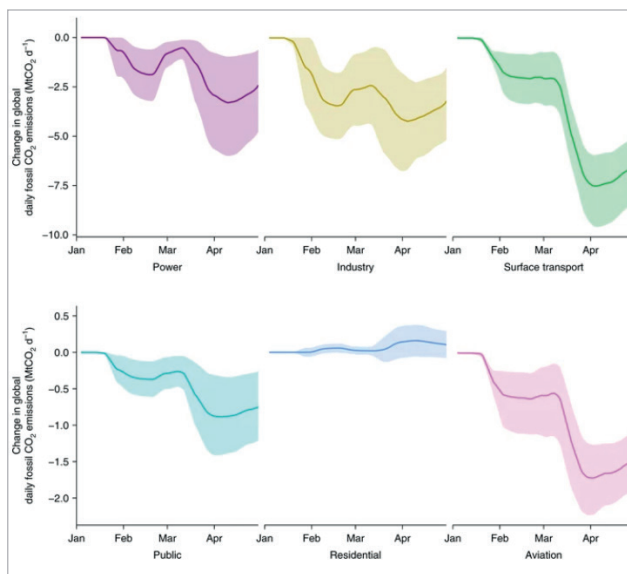 Change in global
daily fossil CO₂ emissions (MtCO₂ d⁻¹)
0.0
−2.5
−5.0
−7.5
−10.0
Jan Feb Mar Apr
Power
Jan Feb Mar Apr
Industry
Jan Feb Mar Apr
Surface transport
Change in global
daily fossil CO₂ emissions (MtCO₂ d⁻¹)
0.5
0.0
−0.5
−1.0
−1.5
−2.0
Jan Feb Mar Apr
Public
Jan Feb Mar Apr
Residential
Jan Feb Mar Apr
Aviation